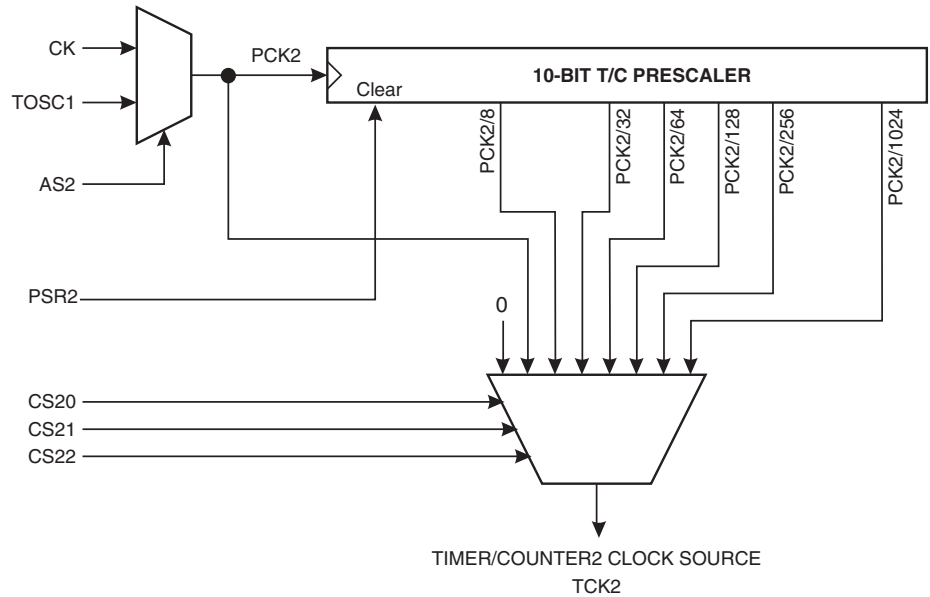 CK
PCK2
10-BIT T/C PRESCALER
Clear
TOSC1
PCK2/8
PCK2/32
PCK2/64
PCK2/128
PCK2/256
PCK2/1024
AS2
PSR2
0
CS20
CS21
CS22
TIMER/COUNTER2 CLOCK SOURCE
TCK2